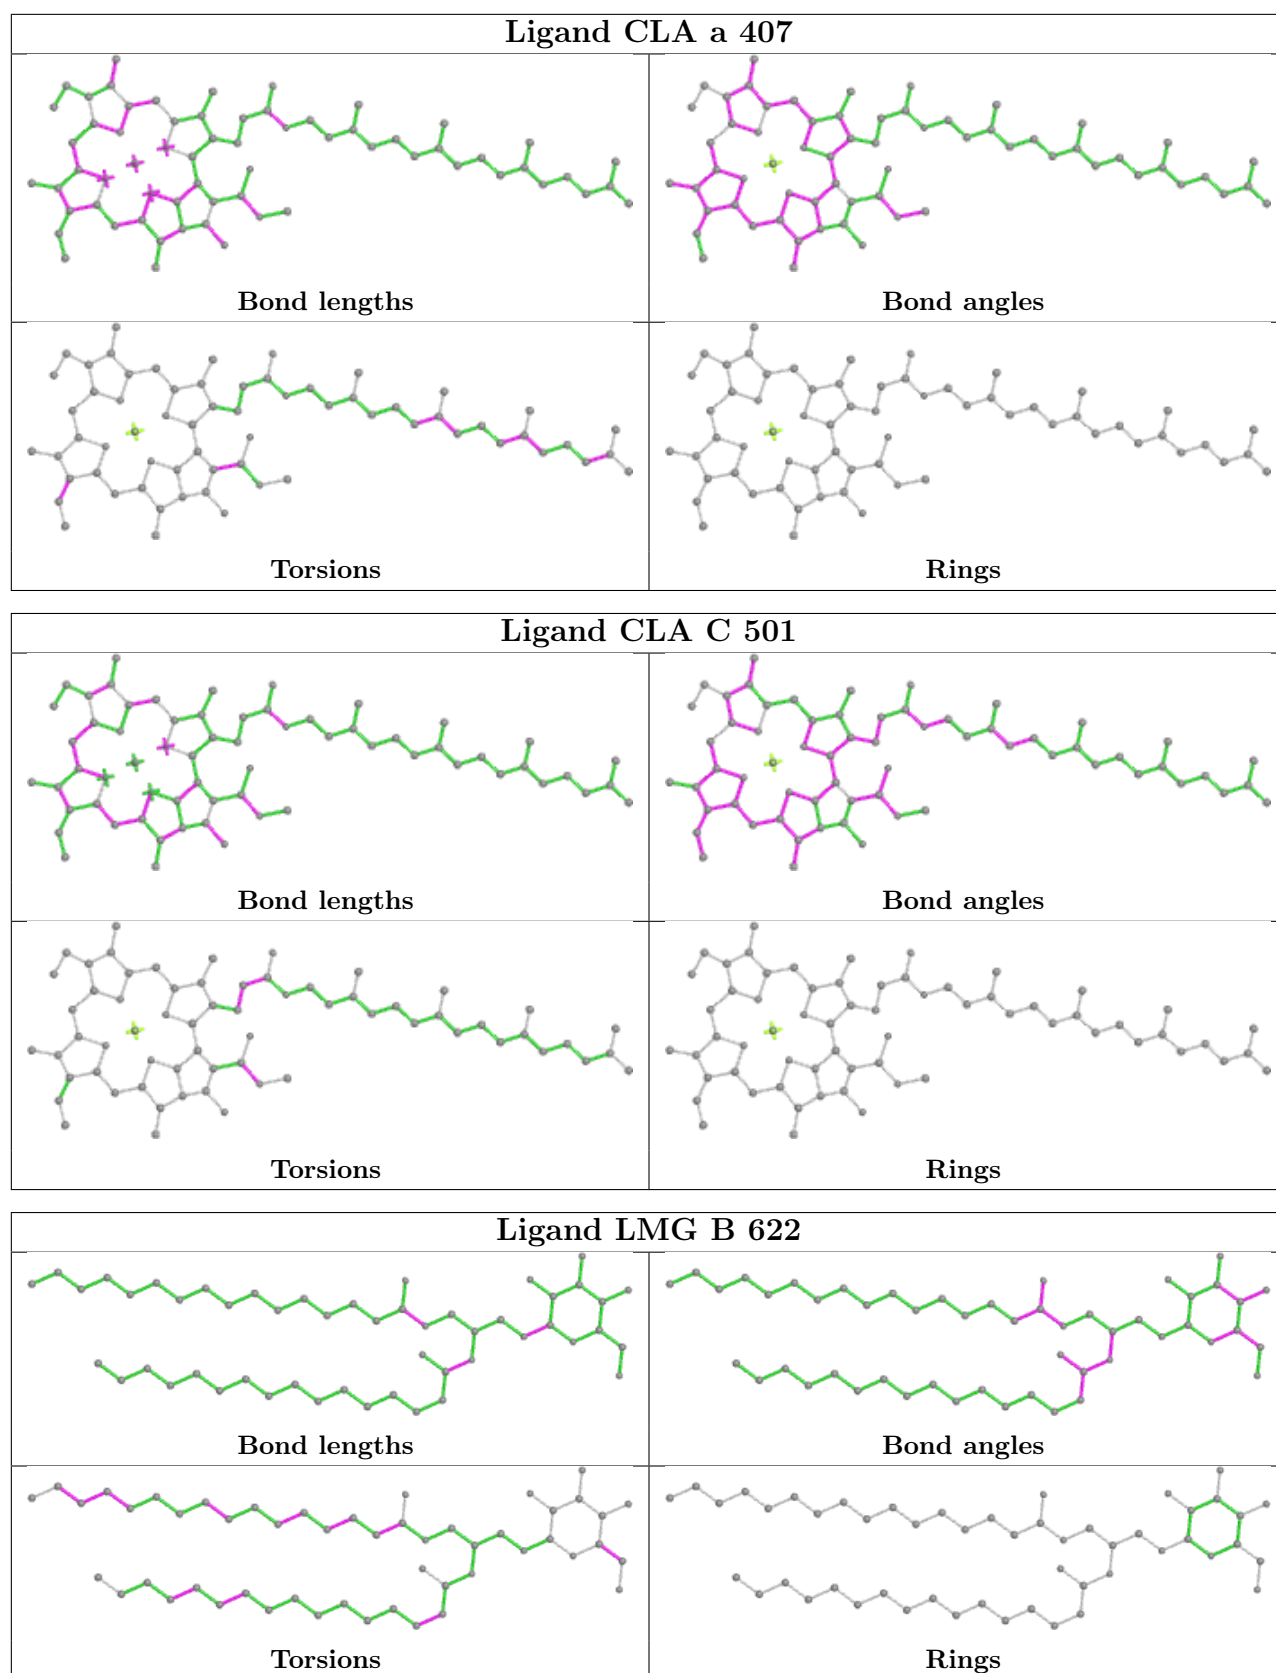 Ligand CLA a 407
Bond lengths
Bond angles
Torsions
Rings
Ligand CLA C 501
Bond lengths
Bond angles
Torsions
Rings
Ligand LMG B 622
Bond lengths
Bond angles
Torsions
Rings